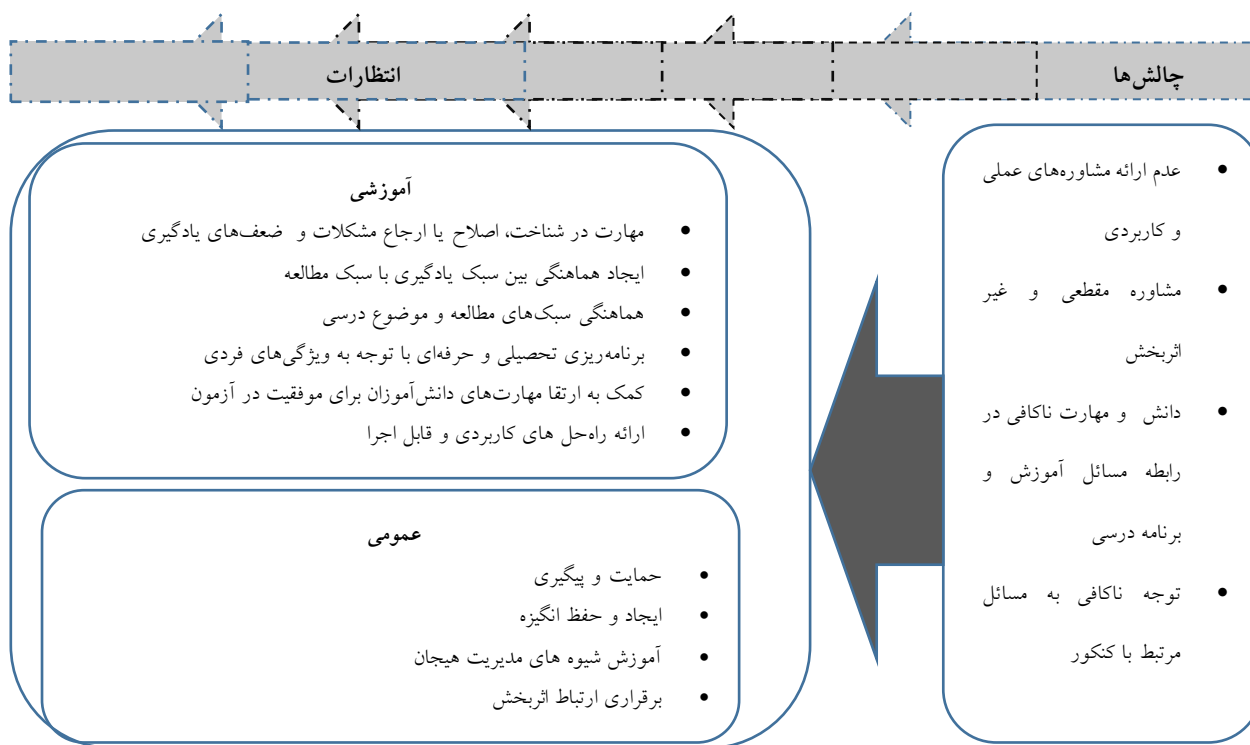 چالش‌ها
انتظارات
• عدم ارائه مشاوره‌های عملی
و کاربردی
• مشاوره مقطعی و غیر
اثربخش
• دانش و مهارت ناکافی در
رابطه مسائل آموزش و
برنامه درسی
• توجه ناکافی به مسائل
مرتبط با کنکور
آموزشی
• مهارت در شناخت، اصلاح یا ارجاع مشکلات و ضعف‌های یادگیری
• ایجاد هماهنگی بین سبک یادگیری با سبک مطالعه
• هماهنگی سبک‌های مطالعه و موضوع درسی
• برنامه‌ریزی تحصیلی و حرفه‌ای با توجه به ویژگی‌های فردی
• کمک به ارتقا مهارت‌های دانش‌آموزان برای موفقیت در آزمون
• ارائه راه‌حل های کاربردی و قابل اجرا
عمومی
• حمایت و پیگیری
• ایجاد و حفظ انگیزه
• آموزش شیوه های مدیریت هیجان
• برقراری ارتباط اثربخش